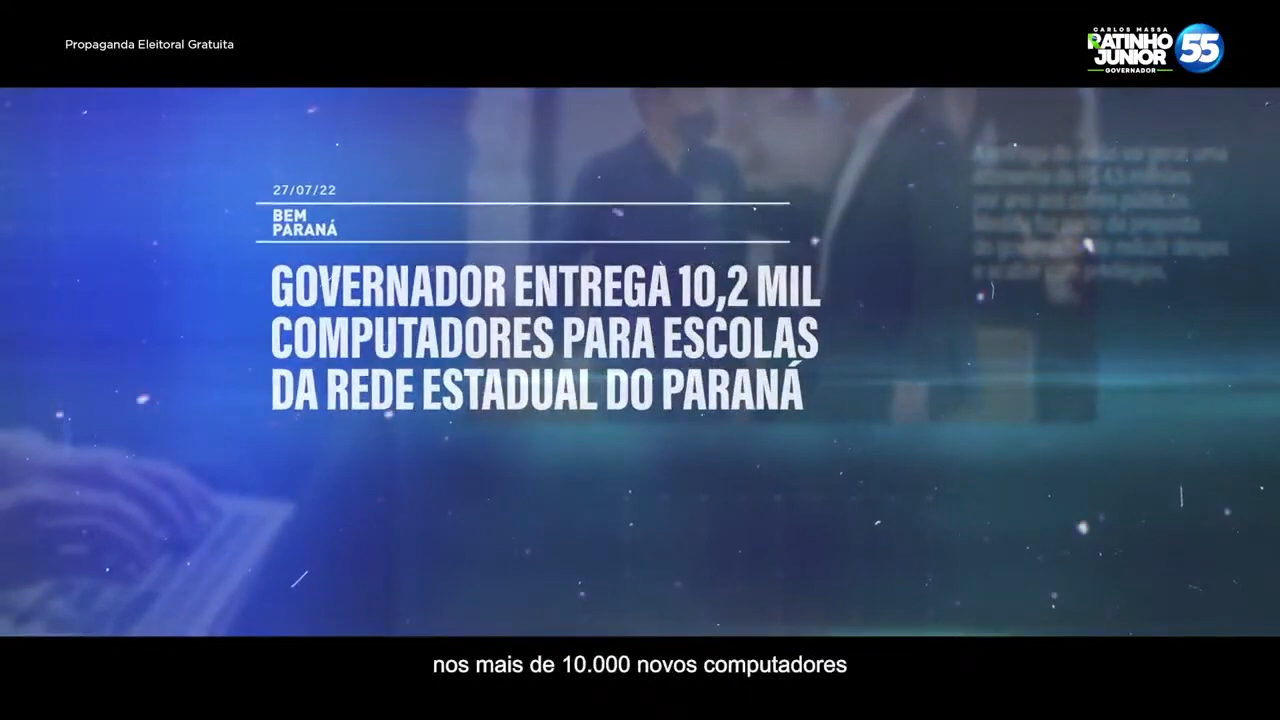 Propaganda Eleitoral Gratuita
CARLOS MASSA
RATINHO
JUNIOR
GOVERNADOR
55
27/07/22
BEM
PARANÁ
GOVERNADOR ENTREGA 10,2 MIL
COMPUTADORES PARA ESCOLAS
DA REDE ESTADUAL DO PARANÁ
nos mais de 10.000 novos computadores